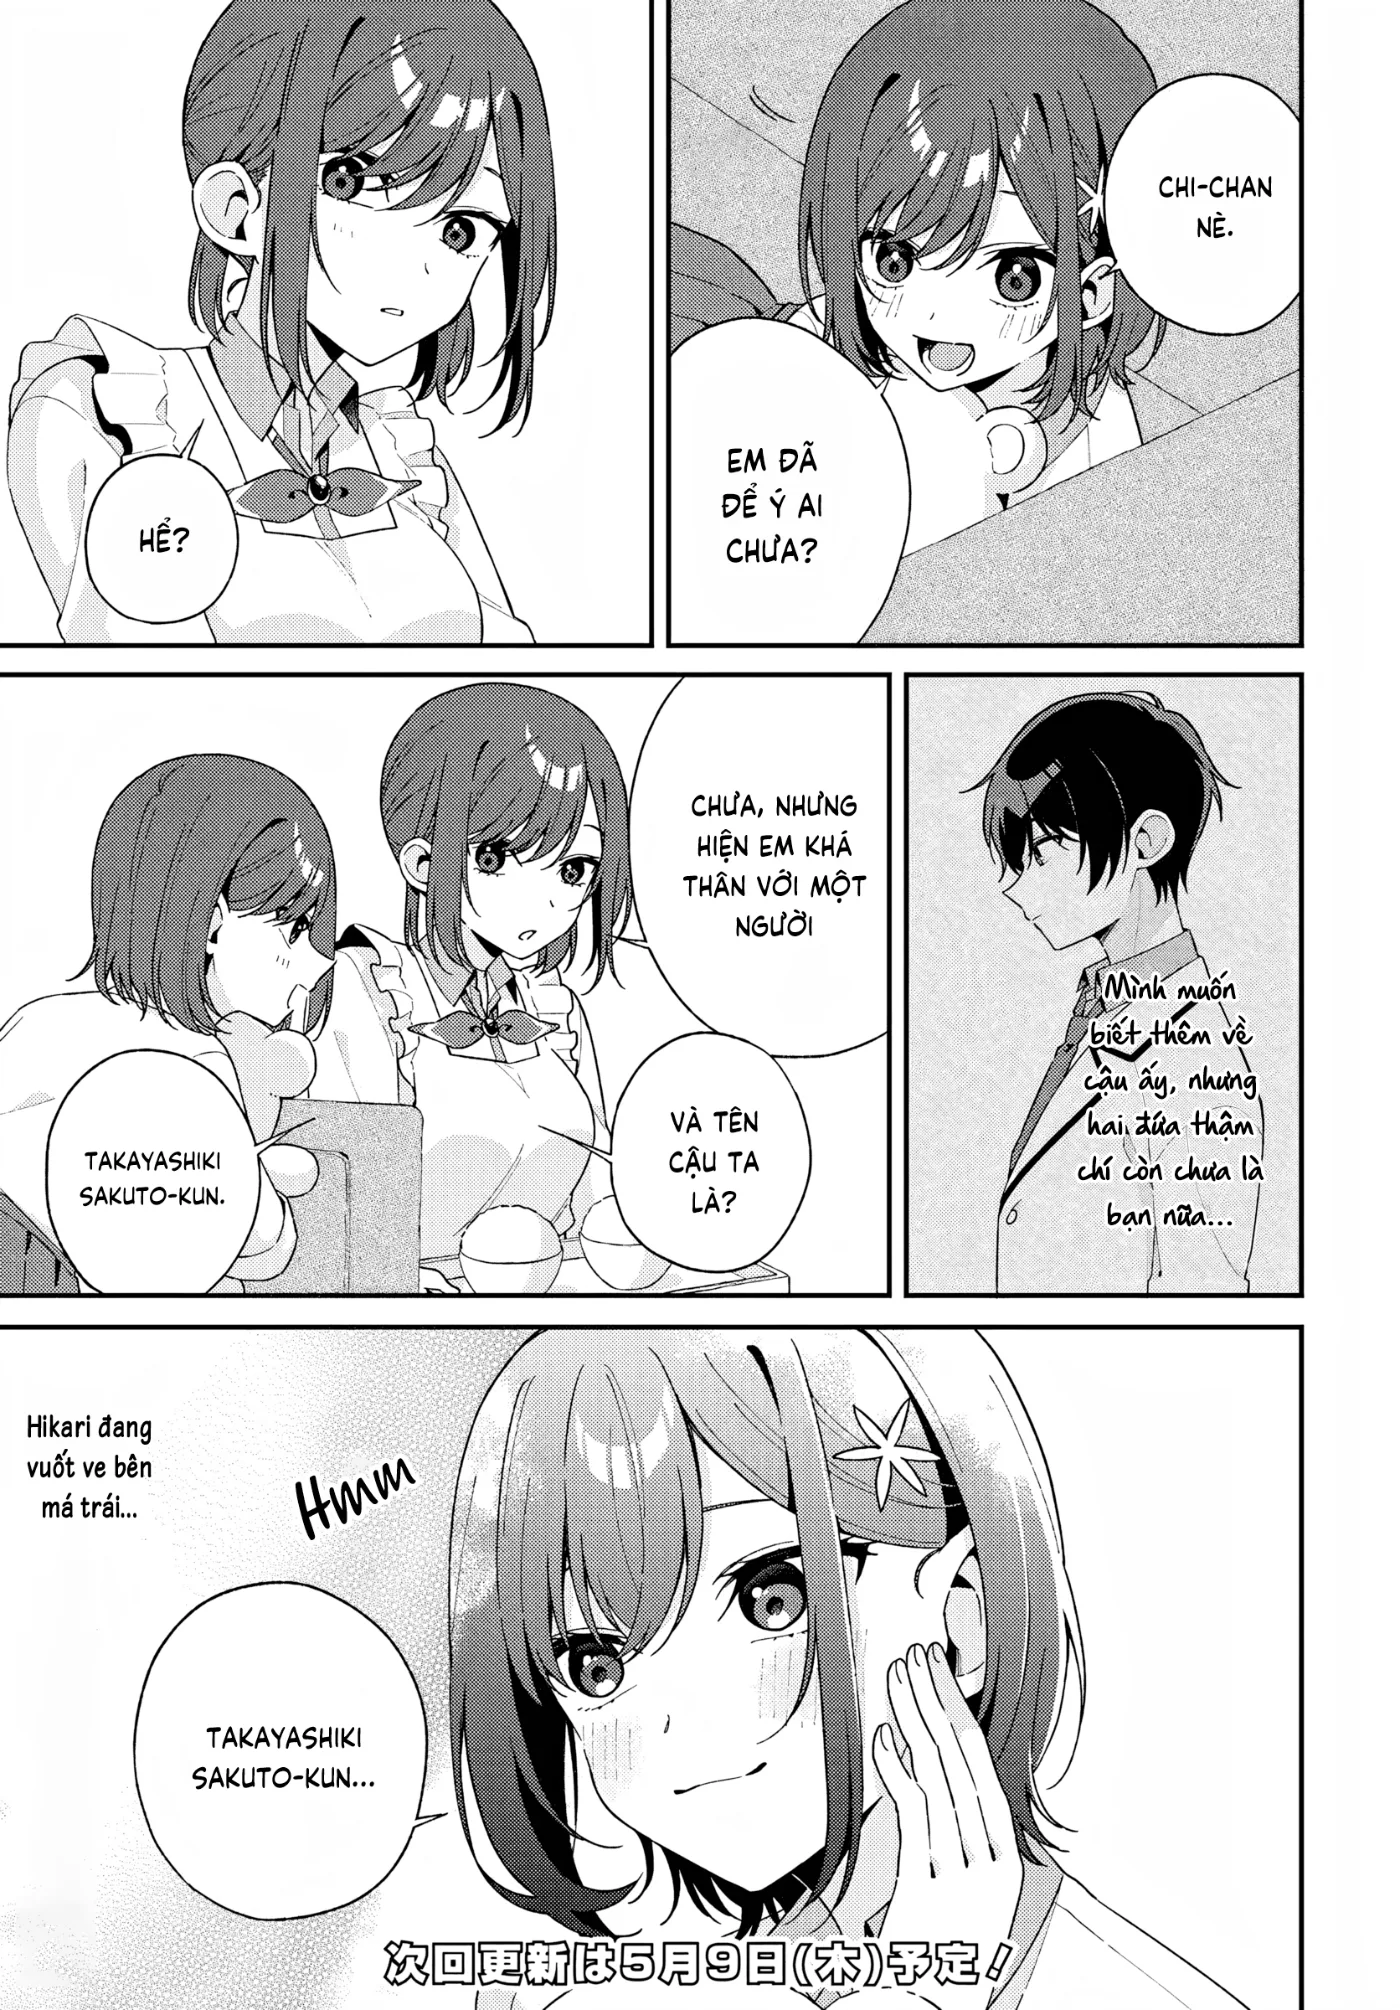 CHI-CHAN
NÈ.
EM ĐÃ
ĐỂ Ý AI
CHƯA?
HỂ?
Mình muốn
biết thêm về
cậu ấy, nhưng
hai đứa thậm
chí còn chưa là
bạn nữa...
CHƯA, NHƯNG
HIỆN EM KHÁ
THÂN VỚI MỘT
NGƯỜI
VÀ TÊN
CẬU TA
LÀ?
TAKAYASHIKI
SAKUTO-KUN.
Hmm
Hikari đang
vuốt ve bên
má trái...
TAKAYASHIKI
SAKUTO-KUN...
次回更新は5月9日(木)予定!